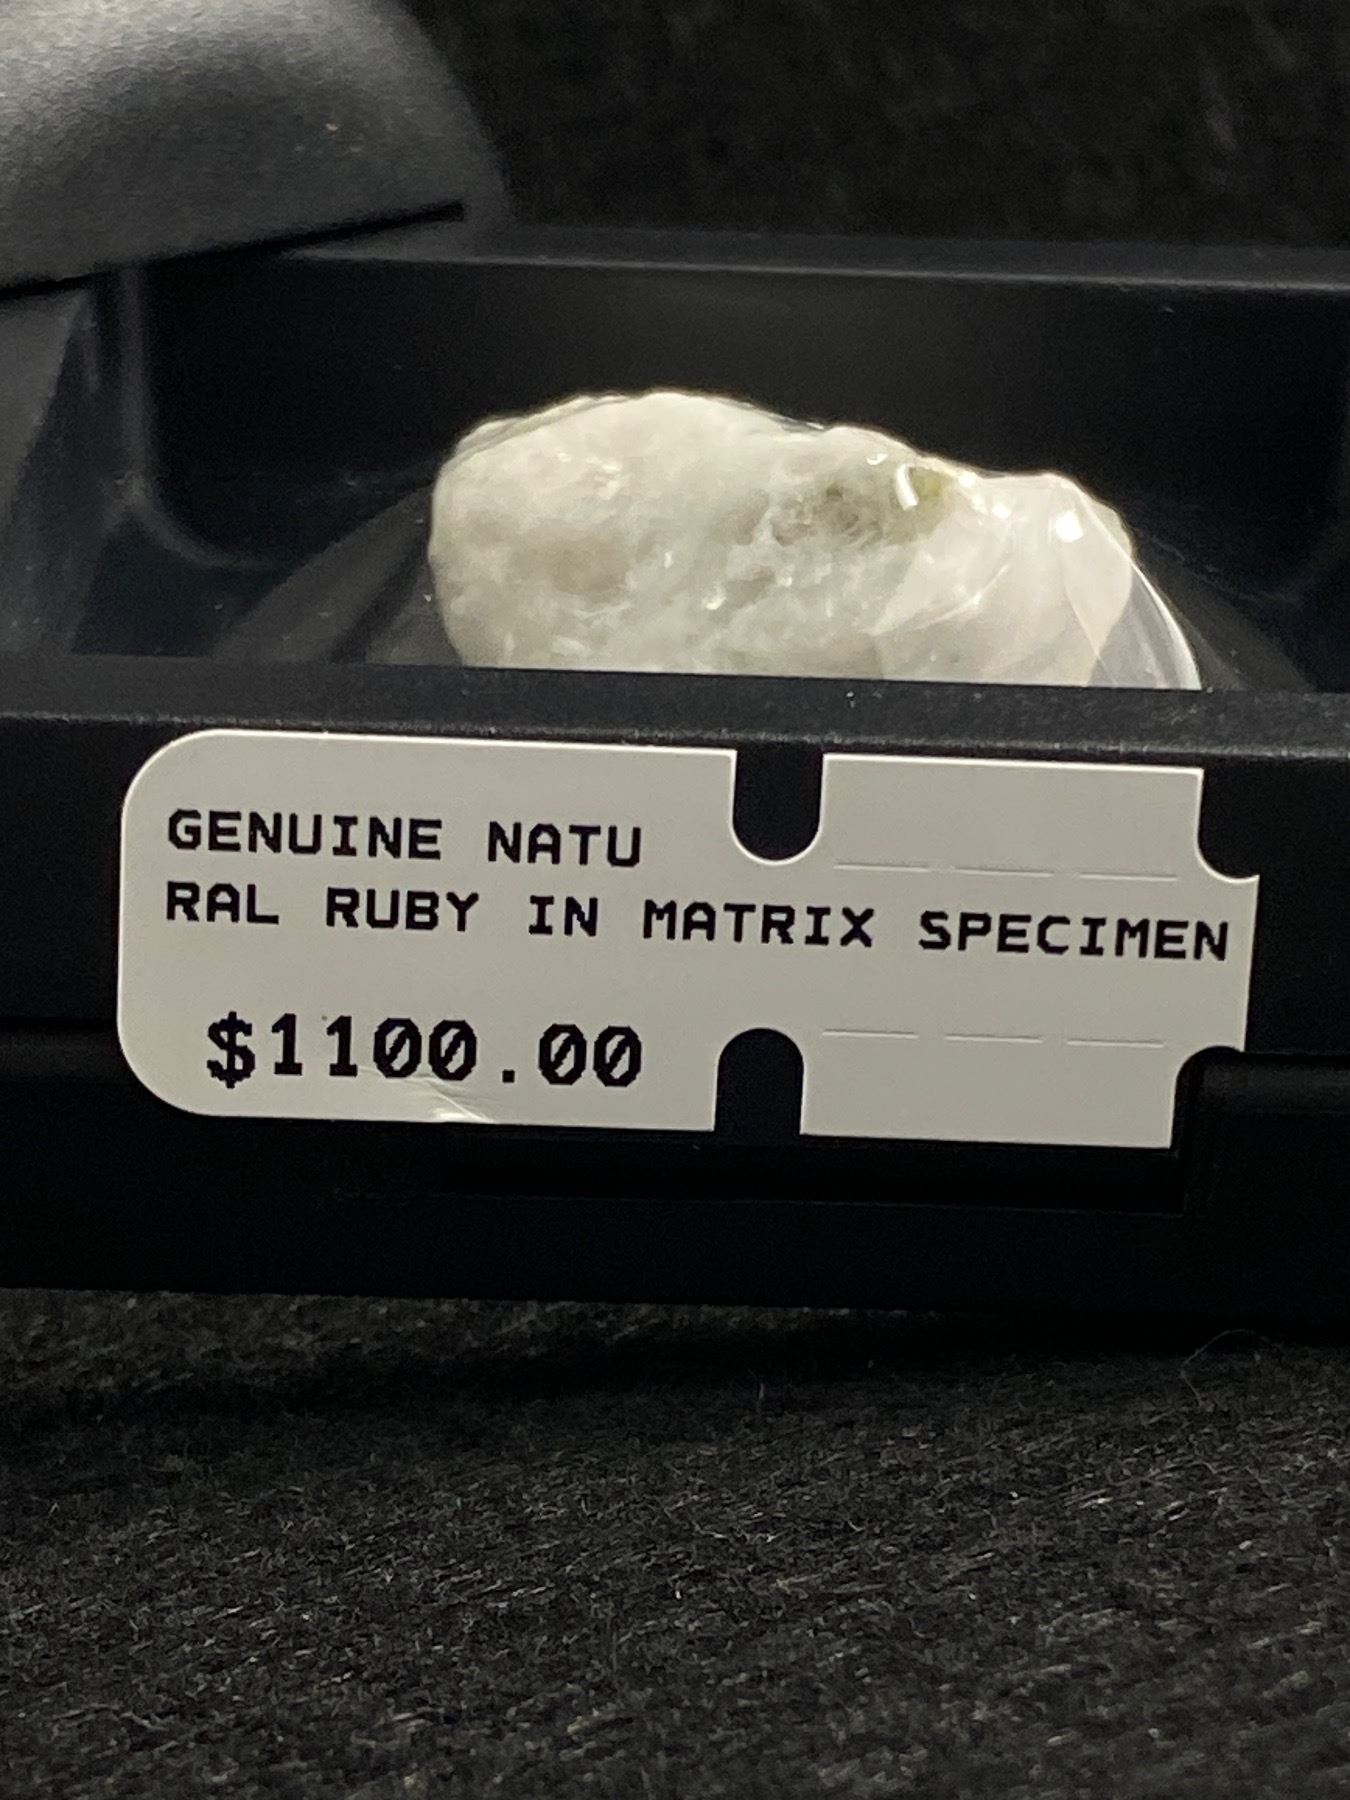 GENUINE NATU
RAL RUBY IN MATRIX SPECIMEN
$1100.00